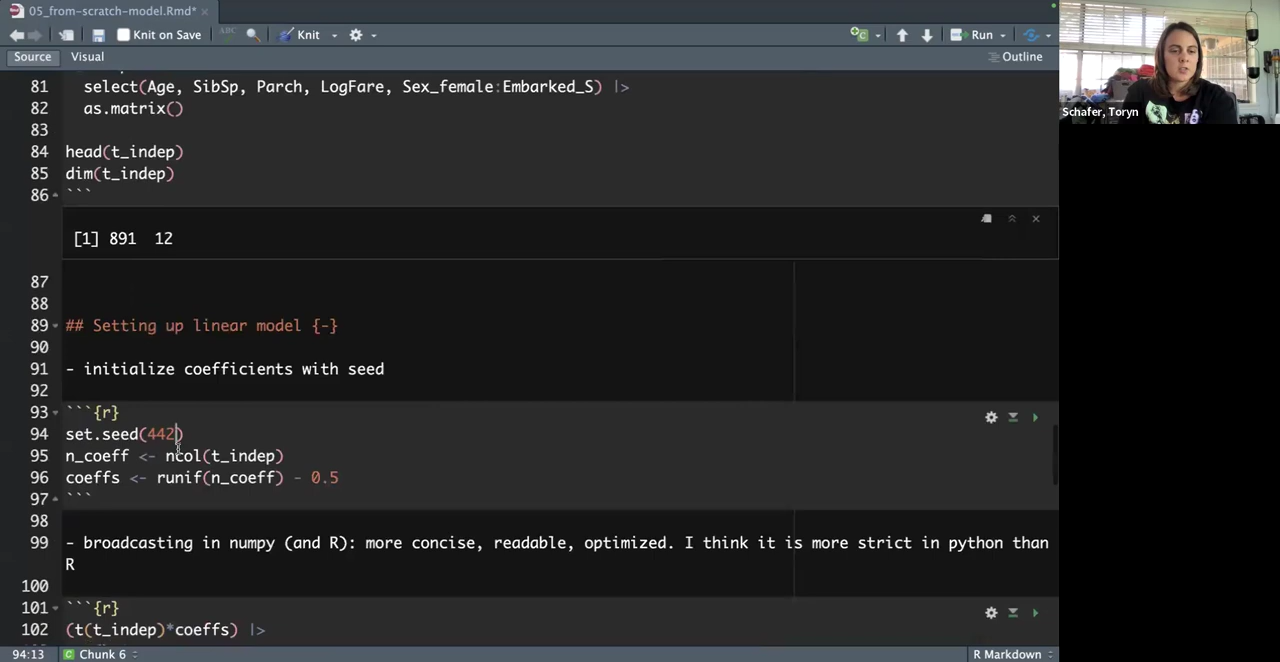 05_from-scratch-model.Rmd*
Knit on Save
ABC
Knit
Run
Source
Visual
Outline
81 select(Age, SibSp, Parch, LogFare, Sex_female:Embarked_S) |>
82 as.matrix()
83
84 head(t_indep)
85 dim(t_indep)
86 ```
[1] 891 12
87
88
89 ## Setting up linear model {-}
90
91 - initialize coefficients with seed
92
93 ```{r}
94 set.seed(442)
95 n_coeff <- ncol(t_indep)
96 coeffs <- runif(n_coeff) - 0.5
97 ```
98
99 - broadcasting in numpy (and R): more concise, readable, optimized. I think it is more strict in python than
R
100
101 ```{r}
102 (t(t_indep)*coeffs) |>
94:13
Chunk 6
R Markdown
Schafer, Toryn